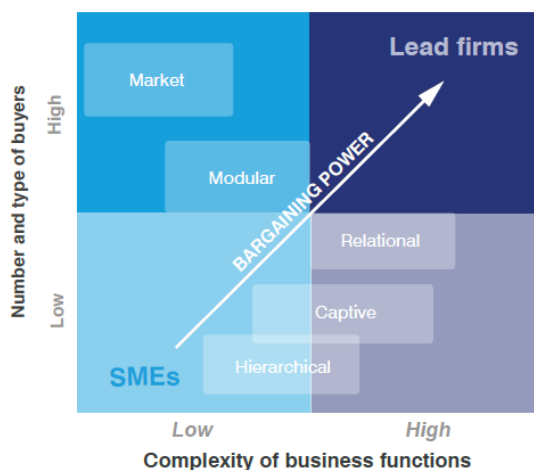 Lead firms
Market
Modular
BARGAINING POWER
Relational
Captive
Hierarchical
SMEs
Number and type of buyers
High
Low
Low
High
Complexity of business functions